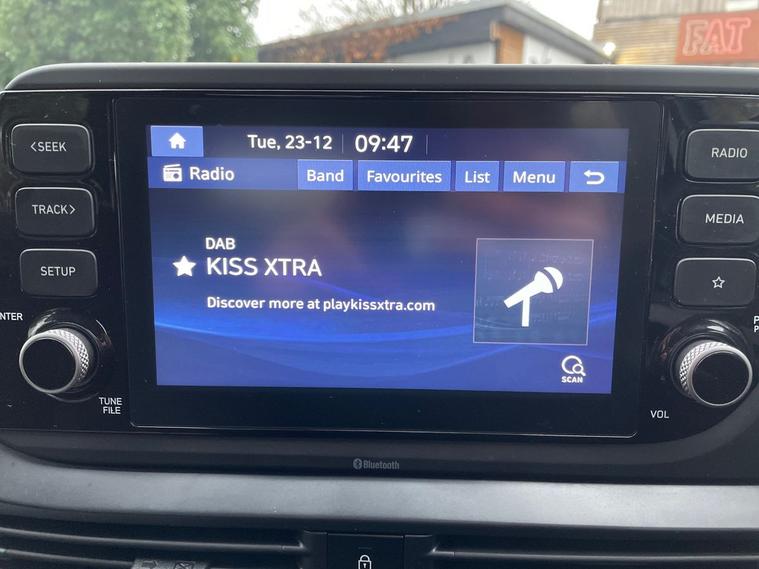 FAT
<SEEK
TRACK>
SETUP
ENTER
TUNE
FILE
Tue, 23-12
09:47
Radio
Band
Favourites
List
Menu
DAB
KISS XTRA
Discover more at playkissxtra.com
SCAN
RADIO
MEDIA
VOL
Bluetooth